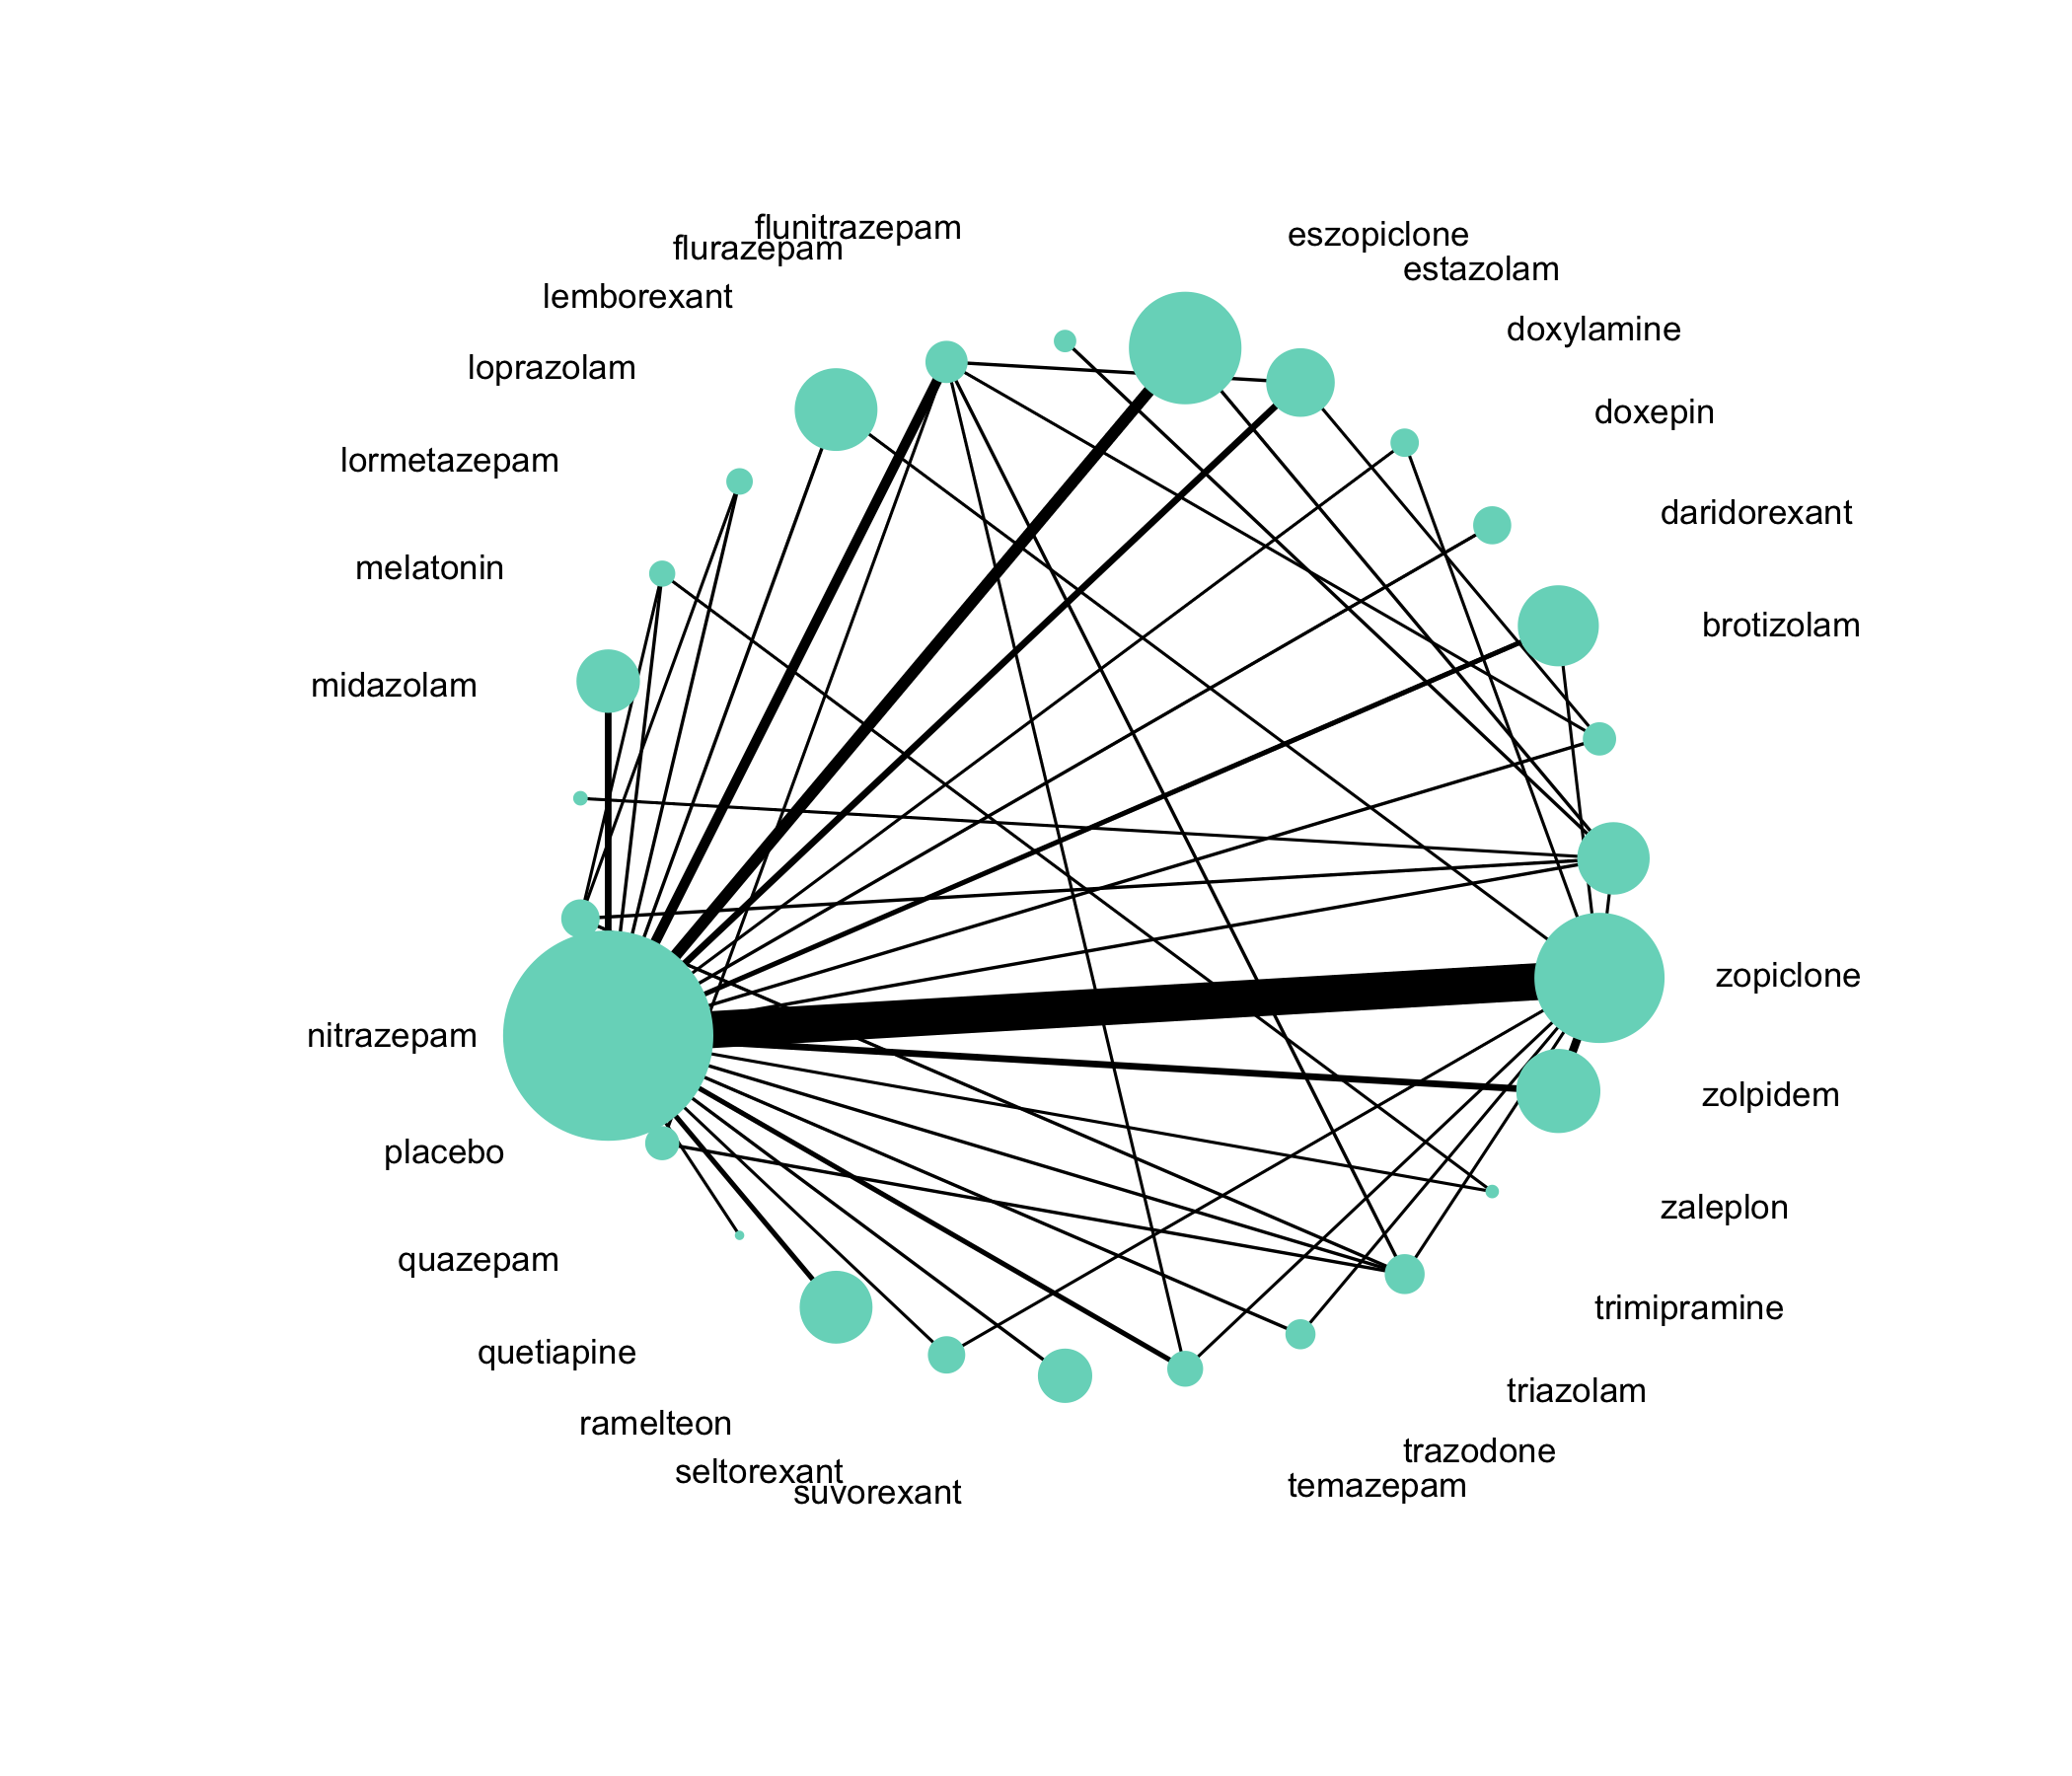 flunitrazepam
eszopiclone
flurazepam
estazolam
lemborexant
doxylamine
loprazolam
doxepin
lormetazepam
daridorexant
melatonin
brotizolam
midazolam
zopiclone
nitrazepam
zolpidem
placebo
zaleplon
quazepam
trimipramine
quetiapine
triazolam
ramelteon
trazodone
seltorexant
temazepam
suvorexant